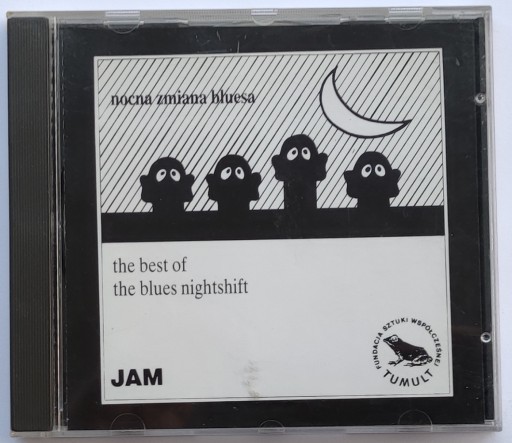 nocna zmiana bluesa
the best of
the blues nightshift
JAM
FUNDACJA SZTUKI WSPÓŁCZESNEJ
TUMULT